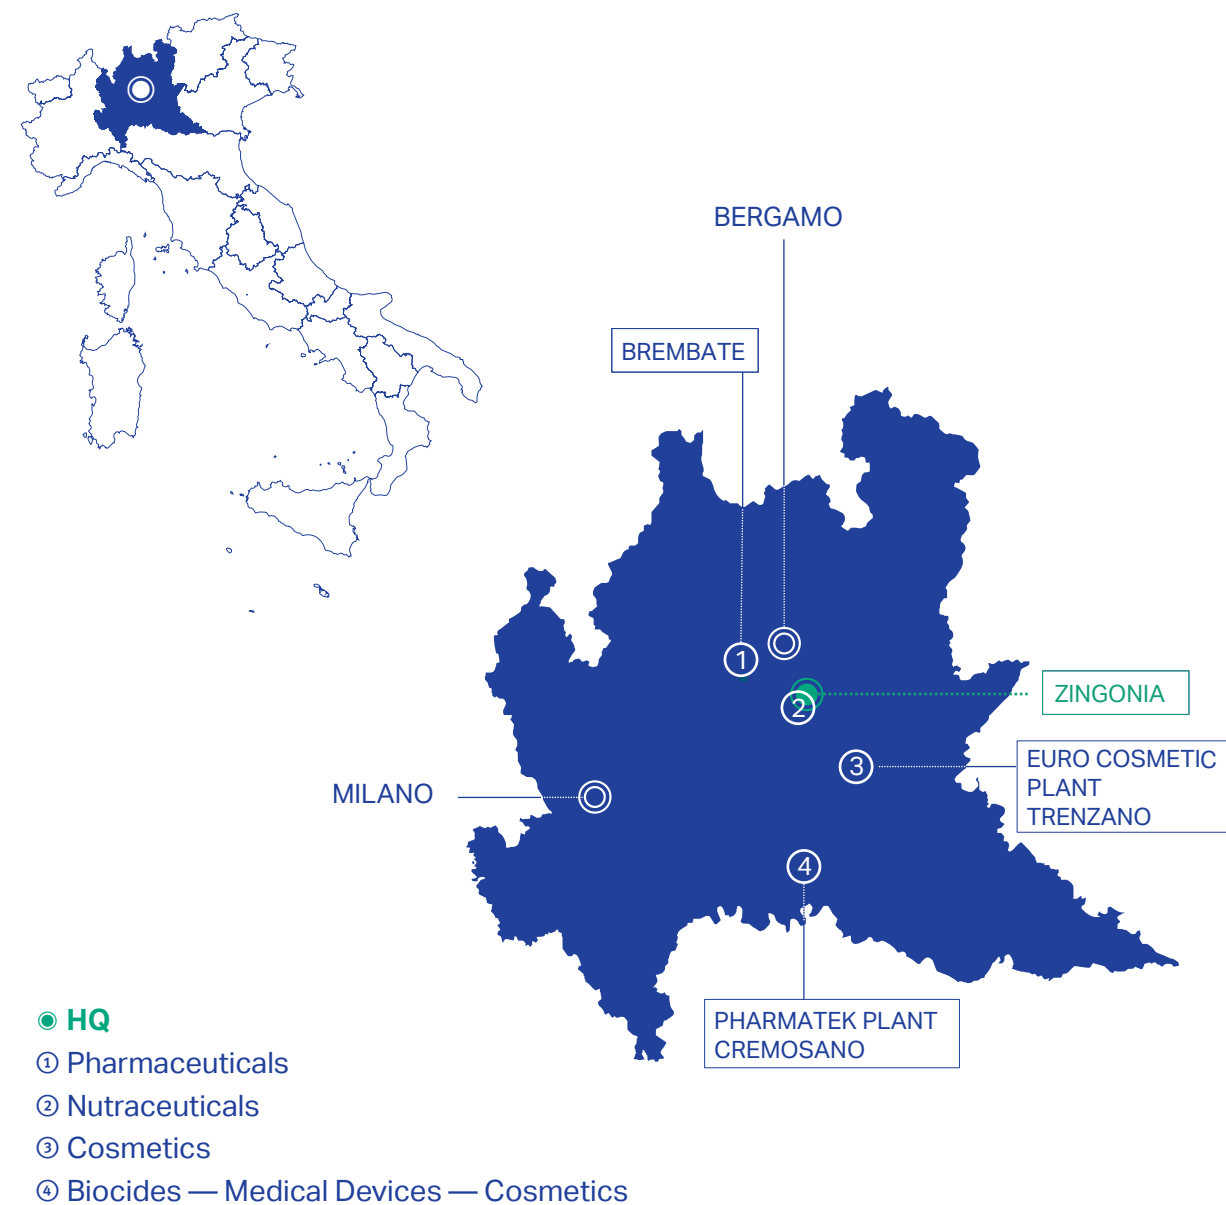 BERGAMO
BREMBATE
1
2
ZINGONIA
3
EURO COSMETIC
PLANT
TRENZANO
MILANO
4
PHARMATEK PLANT
CREMOSANO
HQ
① Pharmaceuticals
② Nutraceuticals
③ Cosmetics
④ Biocides — Medical Devices — Cosmetics